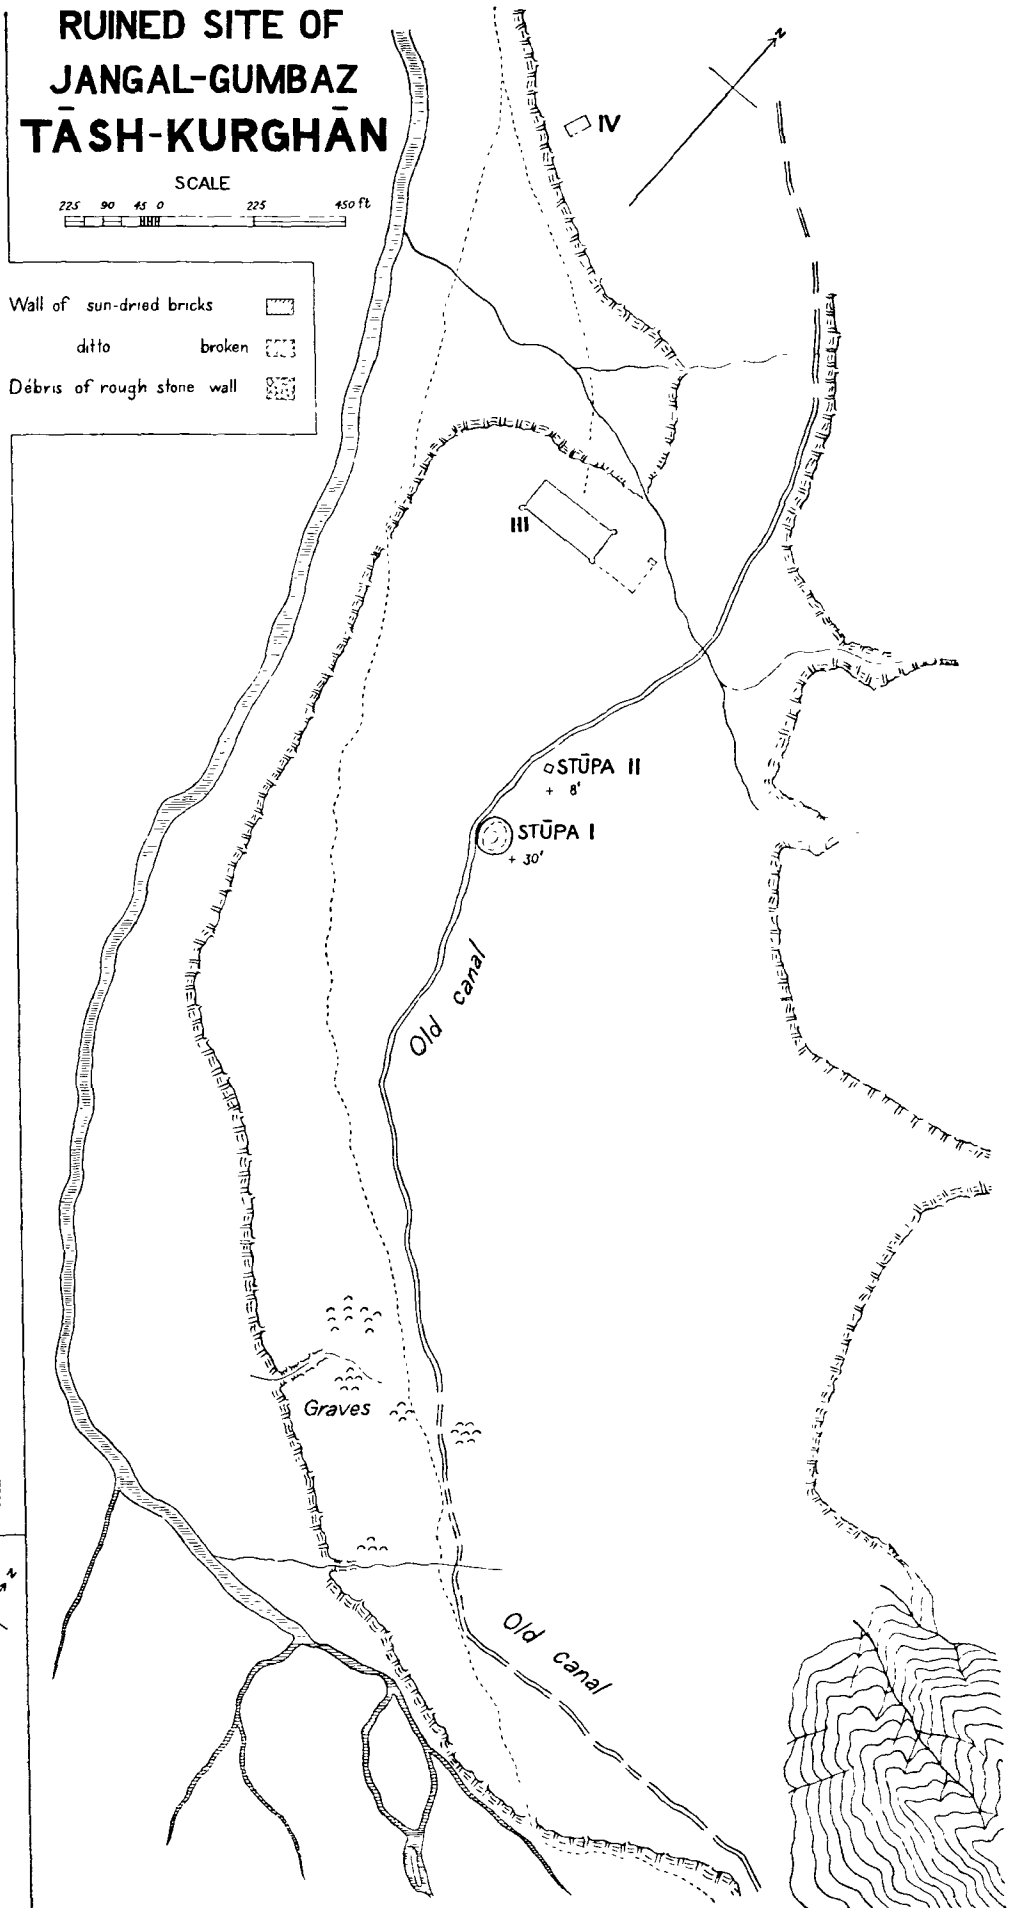 RUINED SITE OF
JANGAL-GUMBAZ
TĀSH-KURGHĀN
SCALE
225 90 45 0 225 450 ft
Wall of sun-dried bricks
ditto broken
Débris of rough stone wall
N
IV
III
STŪPA II
+ 8'
STŪPA I
+ 30'
Old canal
Graves
N
Old canal